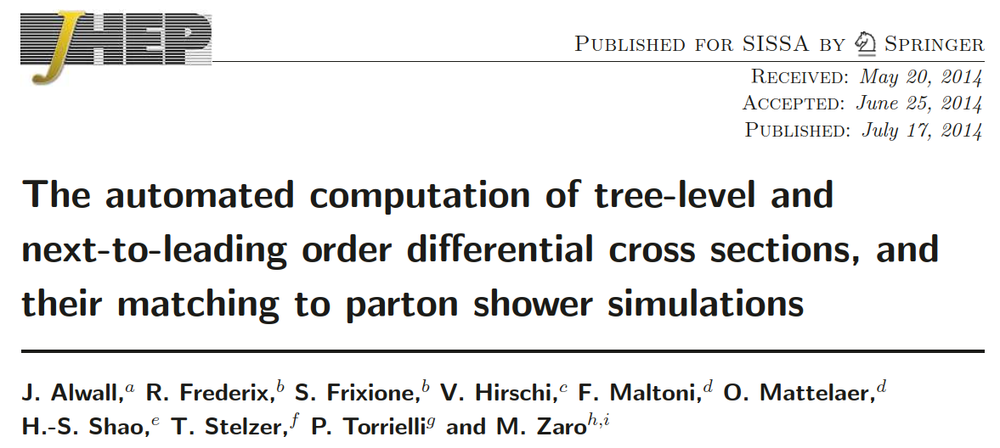 JHEP
PUBLISHED FOR SISSA BY Springer
RECEIVED: May 20, 2014
ACCEPTED: June 25, 2014
PUBLISHED: July 17, 2014
The automated computation of tree-level and
next-to-leading order differential cross sections, and
their matching to parton shower simulations
J. Alwall,a R. Frederix,b S. Frixione,b V. Hirschi,c F. Maltoni,d O. Mattelaer,d
H.-S. Shao,e T. Stelzer,f P. Torriellig and M. Zaroh,i